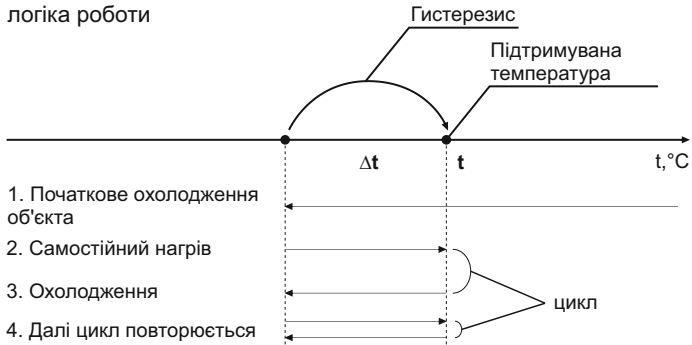 логіка роботи
Гистерезис
Підтримувана
температура
Δt
t
t,°C
1. Початкове охолодження
об'єкта
2. Самостійний нагрів
3. Охолодження
цикл
4. Далі цикл повторюється